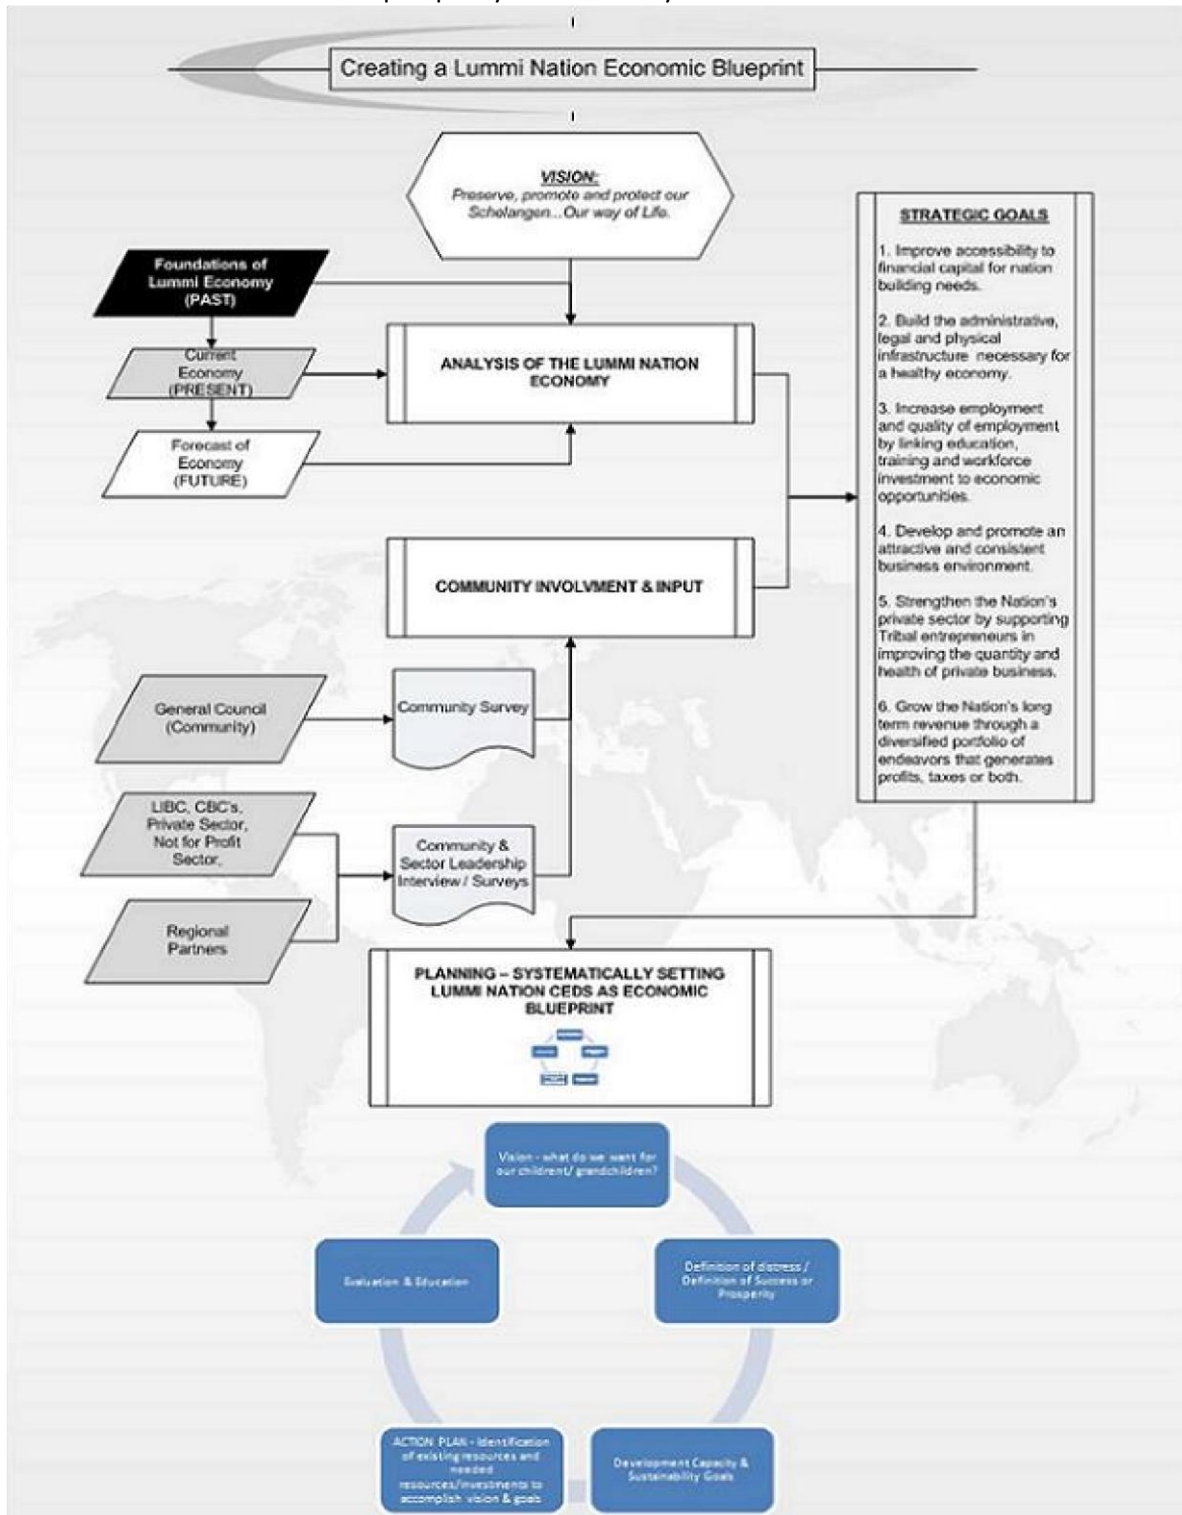 Creating a Lummi Nation Economic Blueprint
VISION:
Preserve, promote and protect our
Schelangen...Our way of Life.
Foundations of
Lummi Economy
(PAST)
Current
Economy
(PRESENT)
Forecast of
Economy
(FUTURE)
ANALYSIS OF THE LUMMI NATION
ECONOMY
COMMUNITY INVOLVMENT & INPUT
General Council
(Community)
Community Survey
LIBC, CBC's,
Private Sector,
Not for Profit
Sector,
Regional
Partners
Community &
Sector Leadership
Interview / Surveys
STRATEGIC GOALS
1. Improve accessibility to
financial capital for nation
building needs.
2. Build the administrative,
legal and physical
infrastructure necessary for
a healthy economy.
3. Increase employment
and quality of employment
by linking education,
training and workforce
investment to economic
opportunities.
4. Develop and promote an
attractive and consistent
business environment.
5. Strengthen the Nation's
private sector by supporting
Tribal entrepreneurs in
improving the quantity and
health of private business.
6. Grow the Nation's long
term revenue through a
diversified portfolio of
endeavors that generates
profits, taxes or both.
PLANNING – SYSTEMATICALLY SETTING
LUMMI NATION CEDS AS ECONOMIC
BLUEPRINT
Vision - what do we want for
our childrent/ grandchildren?
Definition of distress /
Definition of Success or
Prosperity
Development Capacity &
Sustainability Goals
ACTION PLAN - Identification
of existing resources and
needed
resources/investments to
accomplish vision & goals
Evaluation & Education